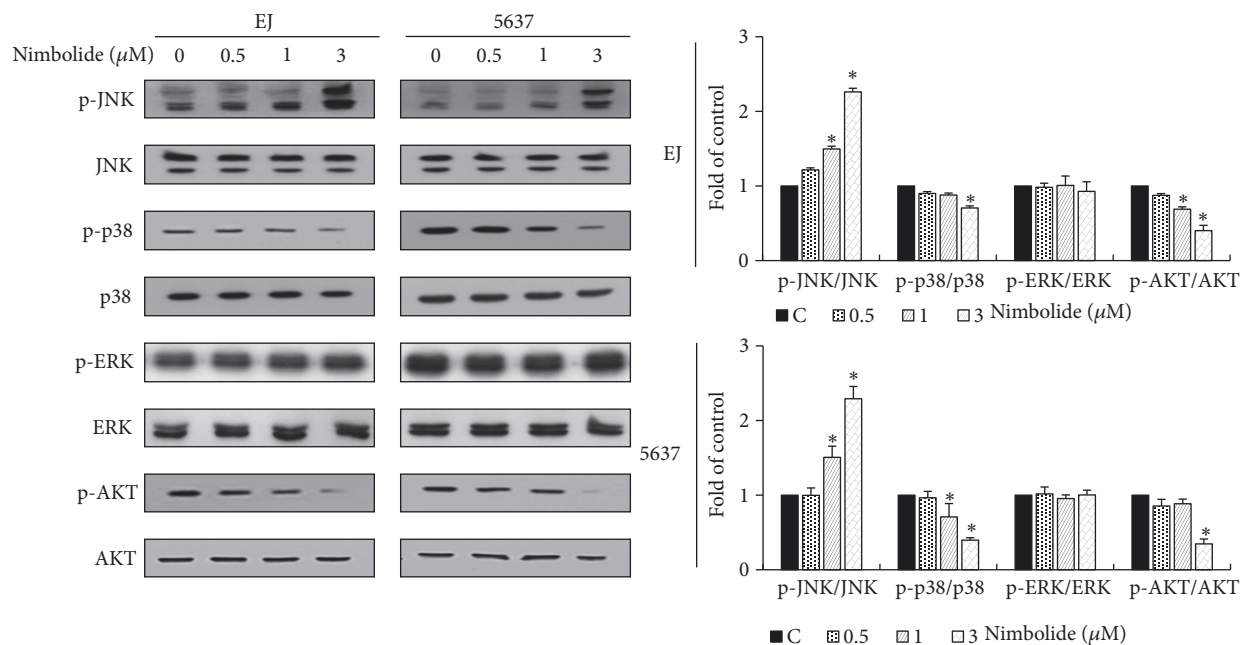 EJ 5637
Nimbolide (μM) 0 0.5 1 3 0 0.5 1 3
p-JNK
JNK
p-p38
p38
p-ERK
ERK
p-AKT
AKT
EJ
Fold of control
3
2
1
0
* * * * *
p-JNK/JNK p-p38/p38 p-ERK/ERK p-AKT/AKT
C 0.5 1 3 Nimbolide (μM)
5637
Fold of control
3
2
1
0
* * * * *
p-JNK/JNK p-p38/p38 p-ERK/ERK p-AKT/AKT
C 0.5 1 3 Nimbolide (μM)